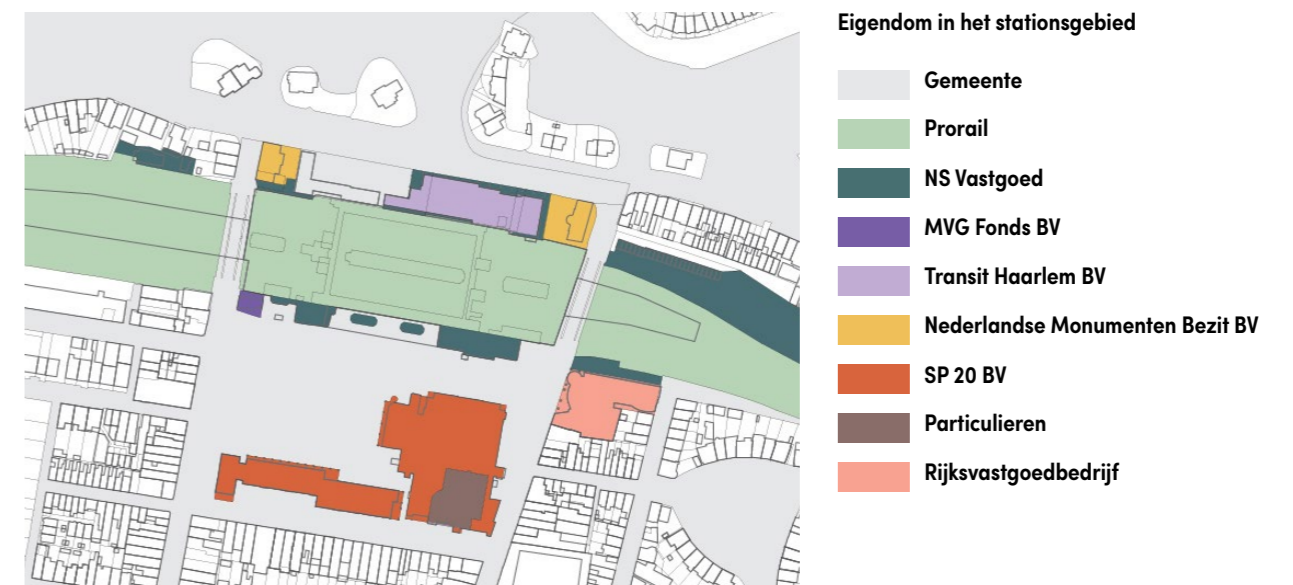 Eigendom in het stationsgebied
Gemeente
Prorail
NS Vastgoed
MVG Fonds BV
Transit Haarlem BV
Nederlandse Monumenten Bezit BV
SP 20 BV
Particulieren
Rijksvastgoedbedrijf